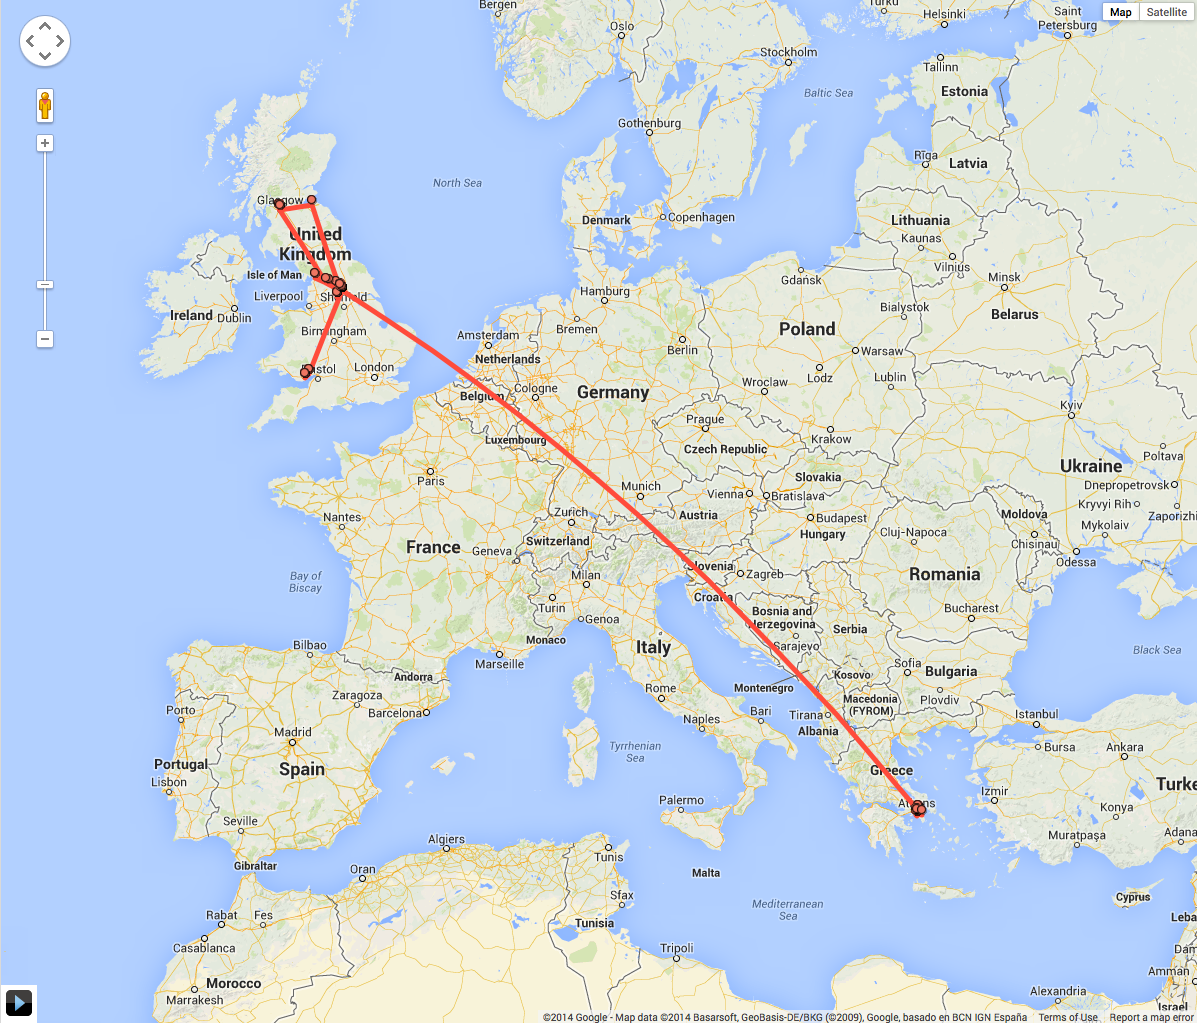 Bergen
Oslo
Turku
Helsinki
Saint
Petersburg
Map
Satellite
Stockholm
Tallinn
Baltic Sea
Estonia
Gothenburg
Rīga
Latvia
North Sea
Glasgow
Denmark
Copenhagen
Lithuania
Kaunas
Vilnius
United
Kingdom
Isle of Man
Minsk
Gdańsk
Hamburg
Liverpool
Sheffield
Ireland
Dublin
Białystok
Belarus
Birmingham
Bremen
Poland
Amsterdam
Netherlands
Berlin
Warsaw
Bristol
London
Lodz
Lublin
Wroclaw
Cologne
Germany
Belgium
Kyiv
Prague
Luxembourg
Krakow
Czech Republic
Poltava
Ukraine
Paris
Slovakia
Dnepropetrovsk
Munich
Vienna
Bratislava
Kryvyi Rih
Zurich
Austria
Nantes
Budapest
Hungary
Moldova
Mykolaiv
Zaporizhi
Cluj-Napoca
Switzerland
Chisinau
France
Geneva
Odessa
Slovenia
Zagreb
Milan
Romania
Bay of
Biscay
Croatia
Turin
Bosnia and
Herzegovina
Bucharest
Genoa
Serbia
Monaco
Italy
Bilbao
Sarajevo
Black Sea
Marseille
Sofia
Bulgaria
Andorra
Kosovo
Rome
Montenegro
Zaragoza
Macedonia
(FYROM)
Plovdiv
Porto
Barcelona
Bari
Naples
Tirana
Istanbul
Albania
Madrid
Tyrrhenian
Sea
Bursa
Ankara
Portugal
Spain
Greece
Lisbon
Turke
Izmir
Palermo
Athens
Konya
Seville
Muratpaşa
Adana
Algiers
Tunis
Gibraltar
Oran
Malta
Sfax
Cyprus
Mediterranean
Sea
Rabat
Fes
Tunisia
Leba
Casablanca
Tripoli
Dam
Amman
Morocco
Marrakesh
Alexandria
Israel
©2014 Google - Map data ©2014 Basarsoft, GeoBasis-DE/BKG (©2009), Google, basado en BCN IGN España
Terms of Use
Report a map error